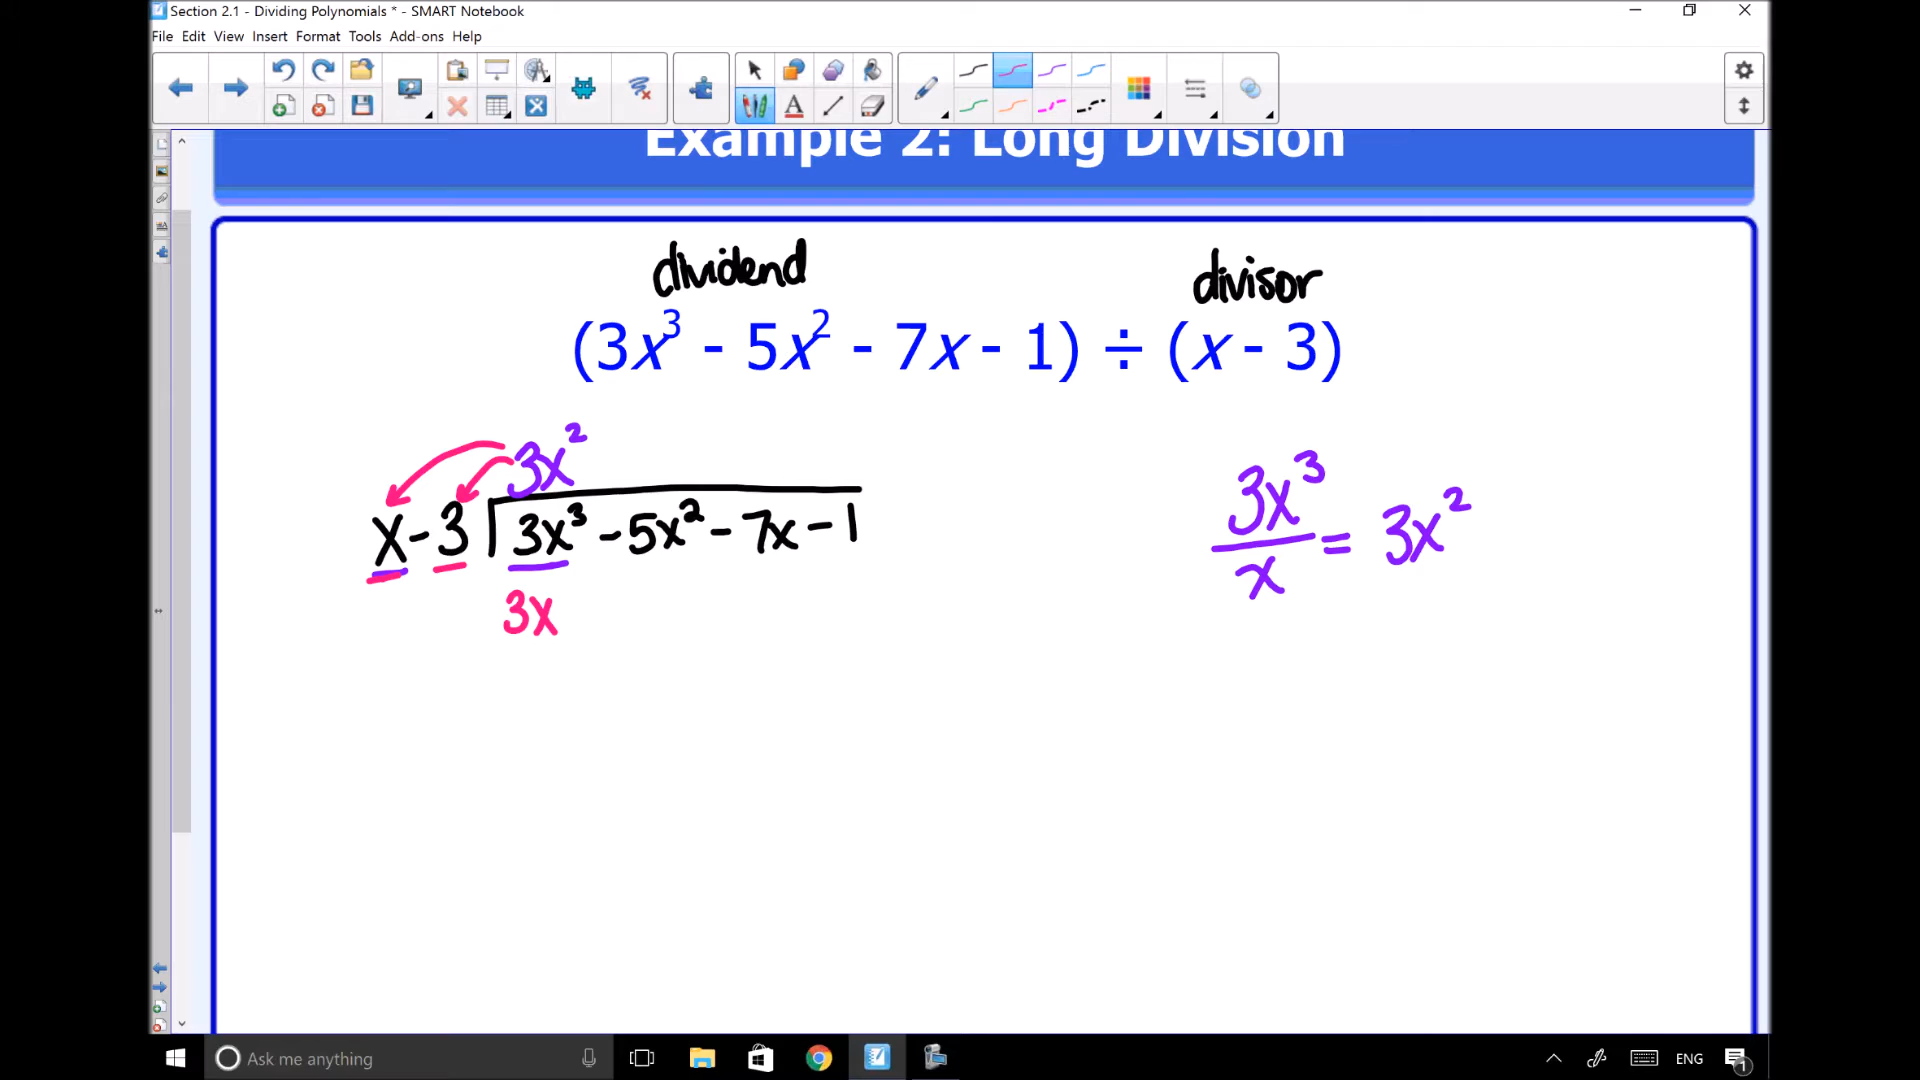 Section 2.1 - Dividing Polynomials * - SMART Notebook
File Edit View Insert Format Tools Add-ons Help
Example 2: Long Division
dividend divisor
(3x³ - 5x² - 7x - 1) ÷ (x - 3)
3x²
x - 3 3x³ - 5x² - 7x - 1
3x
3x³
x
= 3x²
Ask me anything
ENG
1